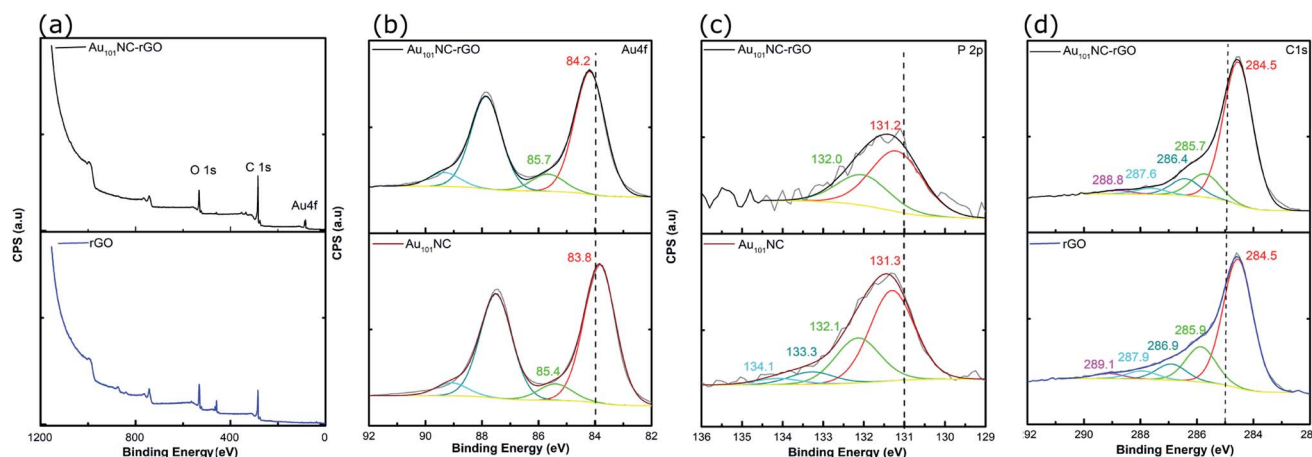 (a)
Au₁₀₁NC-rGO
O 1s
C 1s
Au4f
rGO
CPS (a.u)
1200
800
400
0
Binding Energy(eV)
(b)
Au₁₀₁NC-rGO
Au4f
84.2
85.7
Au₁₀₁NC
83.8
85.4
CPS (a.u)
92
90
88
86
84
82
Binding Energy (eV)
(c)
Au₁₀₁NC-rGO
P 2p
131.2
132.0
Au₁₀₁NC
131.3
132.1
133.3
134.1
CPS (a.u)
136
135
134
133
132
131
130
129
Binding Energy (eV)
(d)
Au₁₀₁NC-rGO
C1s
284.5
285.7
286.4
287.6
288.8
rGO
284.5
285.9
286.9
287.9
289.1
292
290
288
286
284
28
Binding Energy (eV)